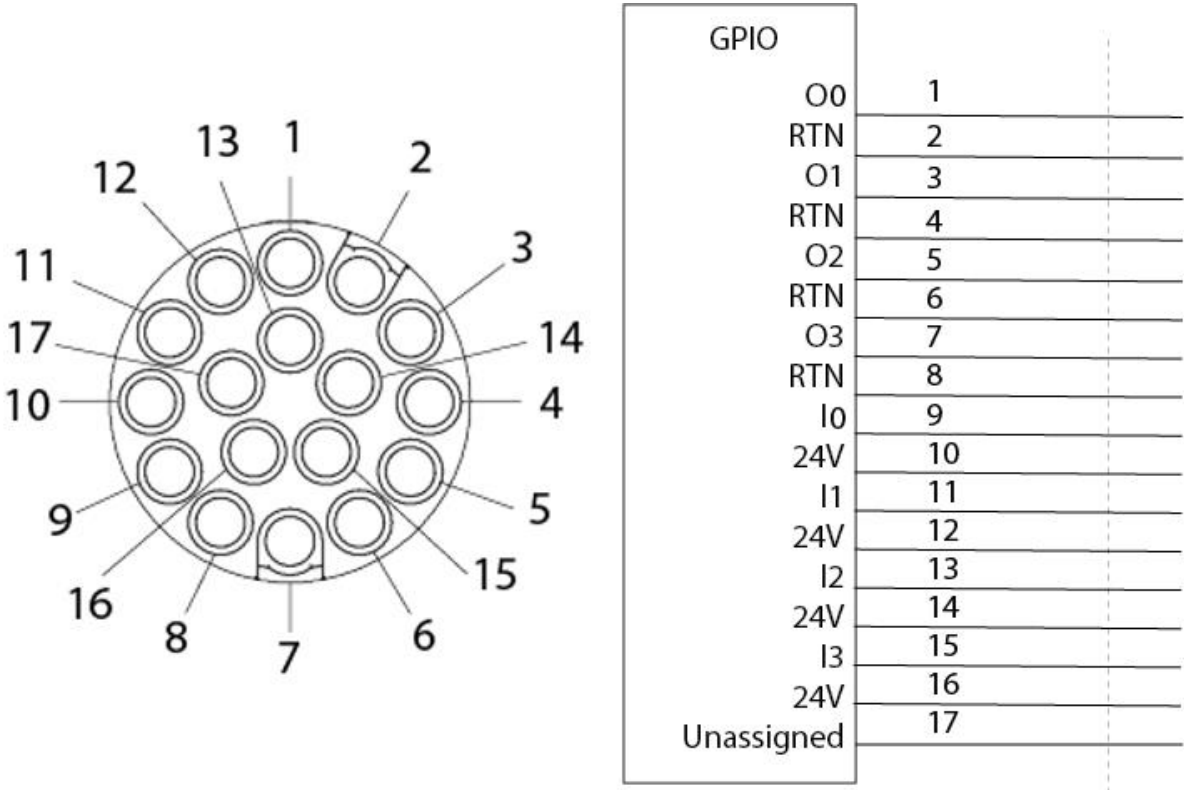 1
13
2
12
3
11
17
14
10
4
9
5
16
15
8
6
7
GPIO
O0 1
RTN 2
O1 3
RTN 4
O2 5
RTN 6
O3 7
RTN 8
I0 9
24V 10
I1 11
24V 12
I2 13
24V 14
I3 15
24V 16
Unassigned 17